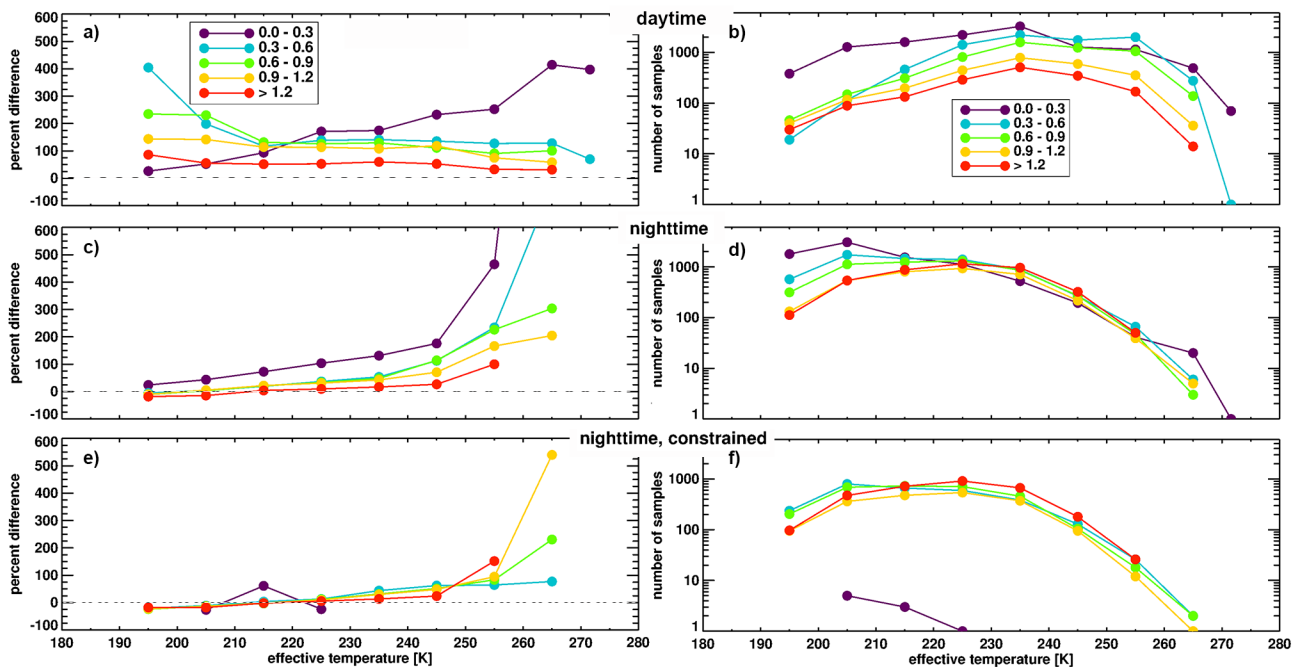 daytime
a)
percent difference
600
500
400
300
200
100
0
-100
0.0 - 0.3
0.3 - 0.6
0.6 - 0.9
0.9 - 1.2
> 1.2
b)
number of samples
1000
100
10
1
0.0 - 0.3
0.3 - 0.6
0.6 - 0.9
0.9 - 1.2
> 1.2
nighttime
c)
percent difference
600
500
400
300
200
100
0
-100
d)
number of samples
1000
100
10
1
nighttime, constrained
e)
percent difference
600
500
400
300
200
100
0
-100
180 190 200 210 220 230 240 250 260 270 280
effective temperature [K]
f)
number of samples
1000
100
10
1
180 190 200 210 220 230 240 250 260 270 280
effective temperature [K]